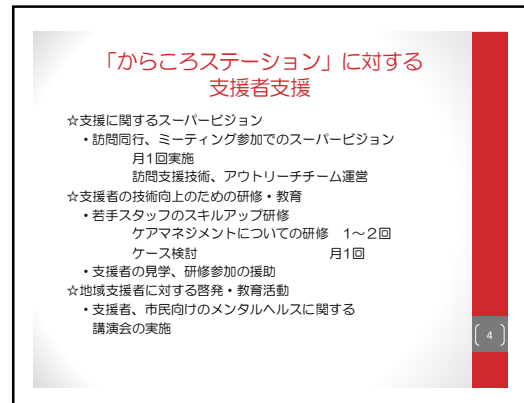 「からころステーション」に対する
支援者支援
☆支援に関するスーパービジョン
・訪問同行、ミーティング参加でのスーパービジョン
月1回実施
訪問支援技術、アウトリーチチーム運営
☆支援者の技術向上のための研修・教育
・若手スタッフのスキルアップ研修
ケアマネジメントについての研修 1～2回
ケース検討 月1回
・支援者の見学、研修参加の援助
☆地域支援者に対する啓発・教育活動
・支援者、市民向けのメンタルヘルスに関する
講演会の実施
4